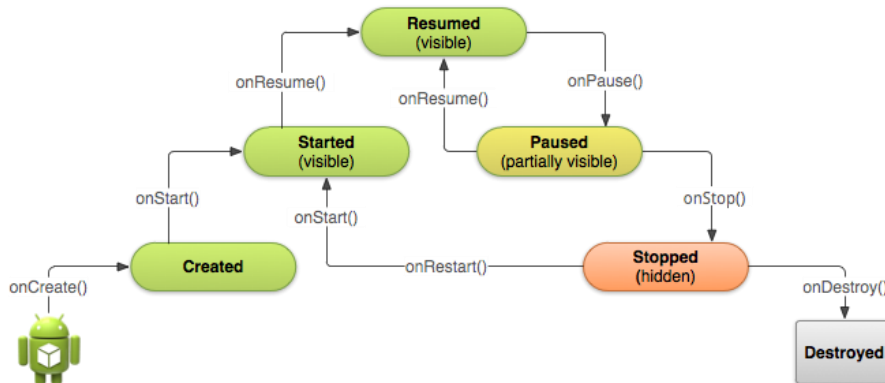 Resumed
(visible)
onResume()
onResume()
onPause()
Started
(visible)
Paused
(partially visible)
onStart()
onStart()
onStop()
Created
onRestart()
Stopped
(hidden)
onCreate()
onDestroy()
Destroyed